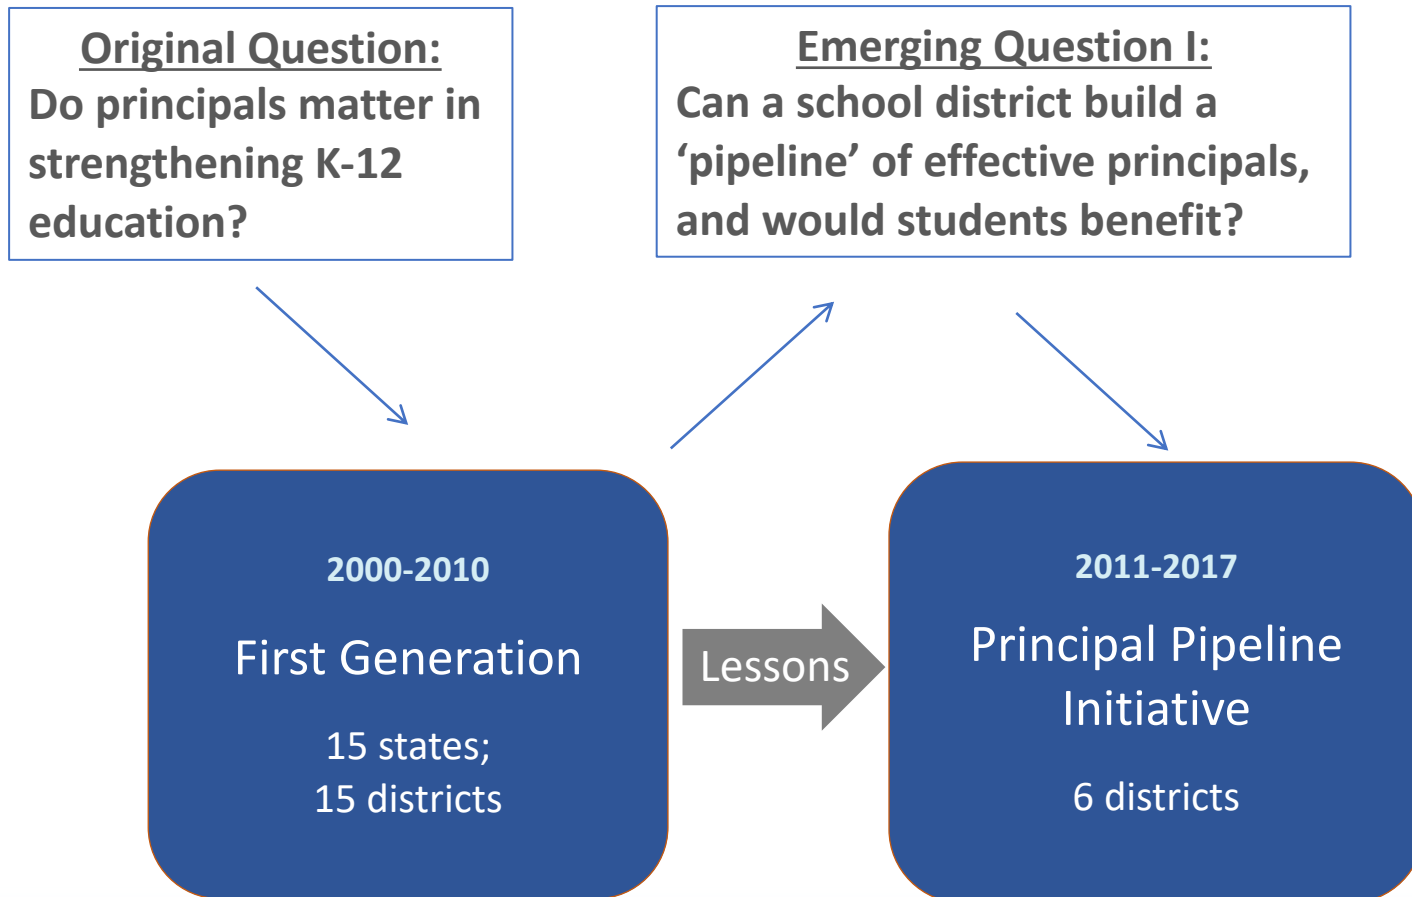 Original Question:
Do principals matter in
strengthening K-12
education?
Emerging Question I:
Can a school district build a
‘pipeline’ of effective principals,
and would students benefit?
2000-2010
First Generation
15 states;
15 districts
Lessons
2011-2017
Principal Pipeline
Initiative
6 districts